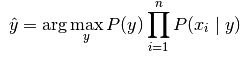 ŷ = arg max_y P(y) ∏_{i=1}^{n} P(x_i | y)